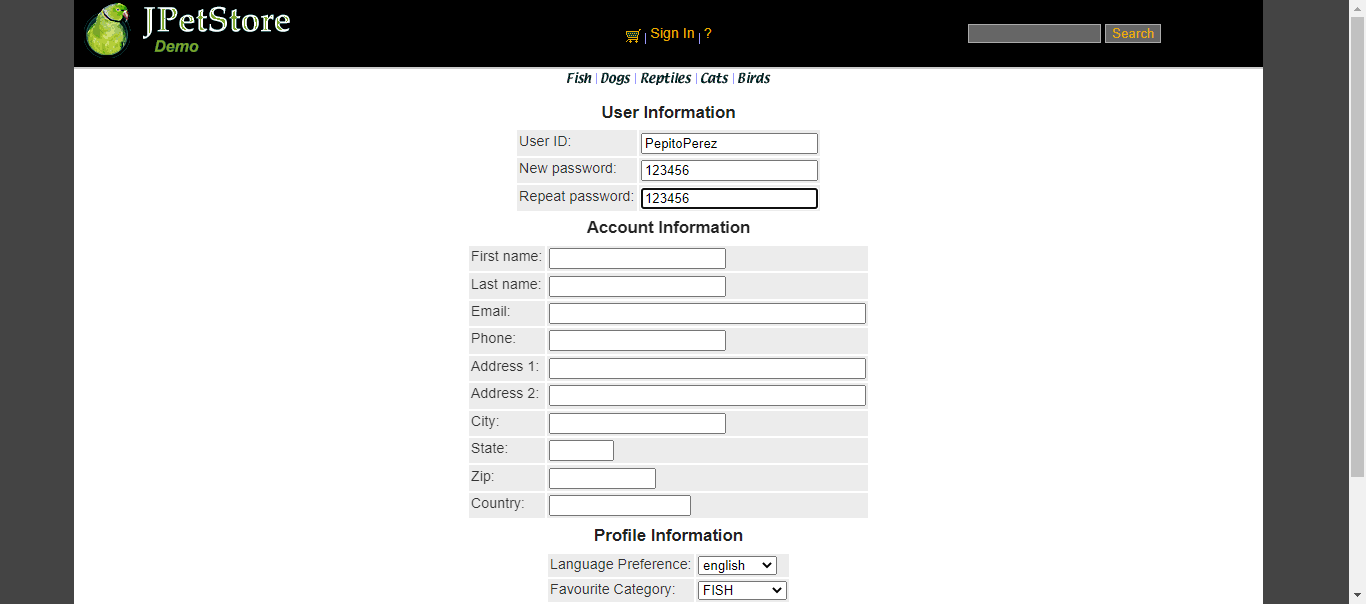 JPetStore
Demo
Sign In | ?
Search
Fish | Dogs | Reptiles | Cats | Birds
User Information
User ID: PepitoPerez
New password: 123456
Repeat password: 123456
Account Information
First name:
Last name:
Email:
Phone:
Address 1:
Address 2:
City:
State:
Zip:
Country:
Profile Information
Language Preference: english
Favourite Category: FISH